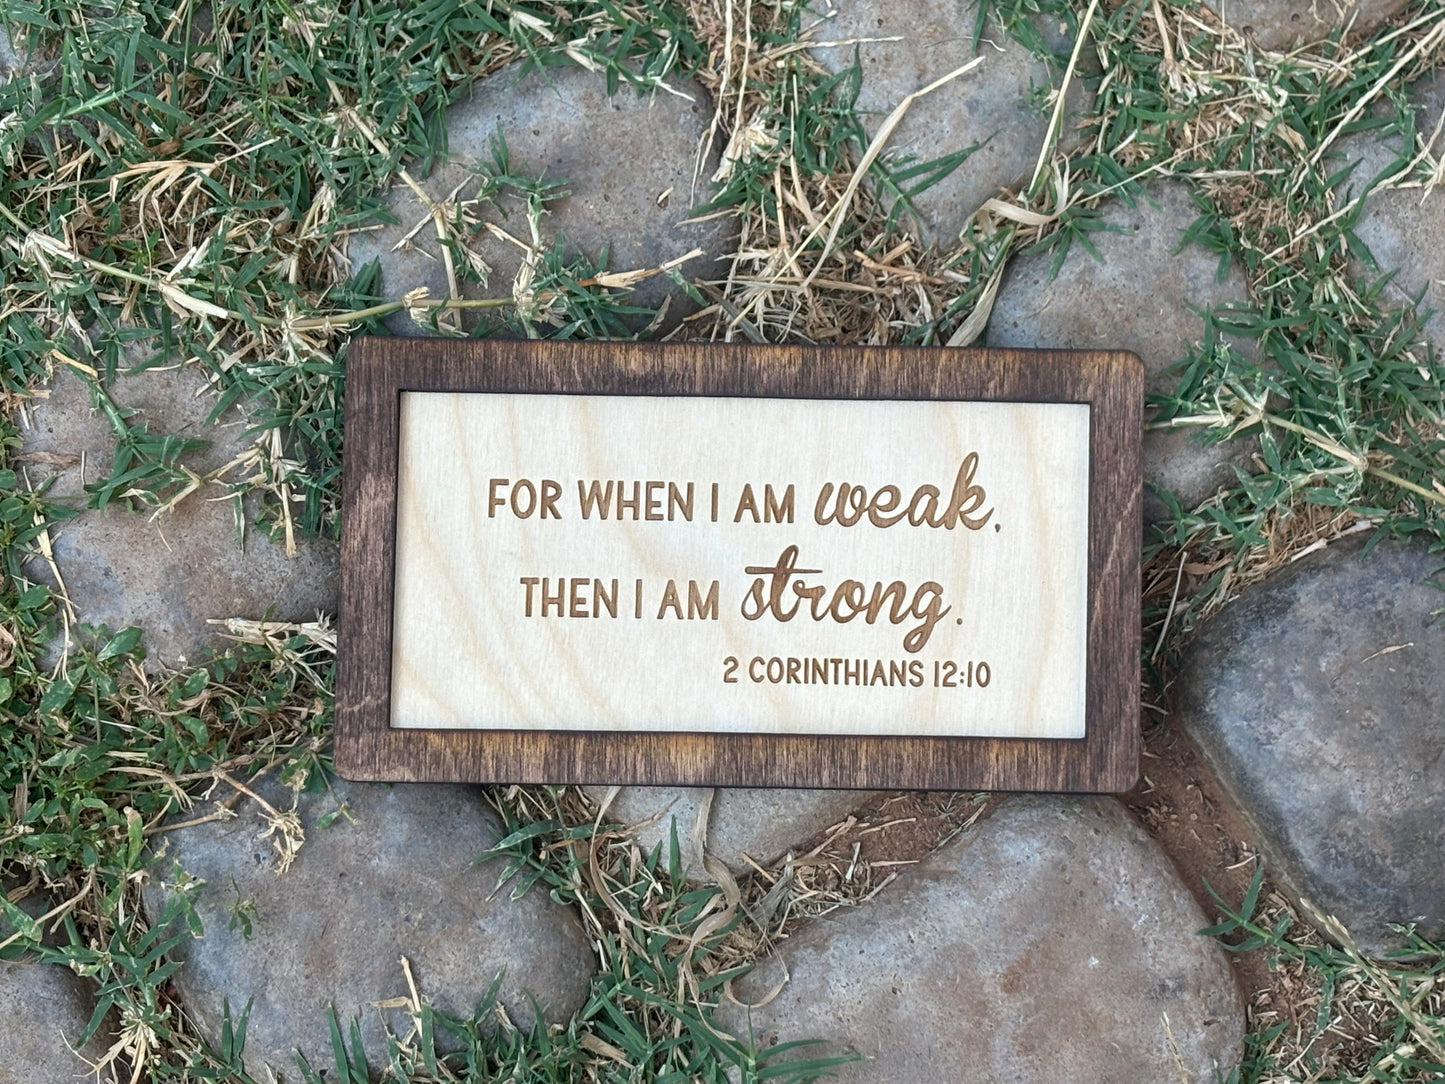 FOR WHEN I AM weak,
THEN I AM strong.
2 CORINTHIANS 12:10